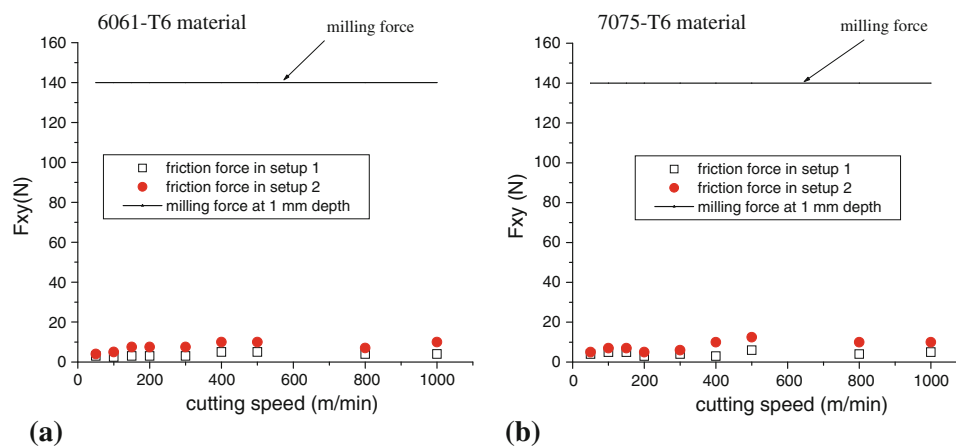 6061-T6 material
milling force
160
140
120
100
80
60
40
20
0
Fxy(N)
friction force in setup 1
friction force in setup 2
milling force at 1 mm depth
0
200
400
600
800
1000
cutting speed (m/min)
(a)
7075-T6 material
milling force
160
140
120
100
80
60
40
20
0
Fxy (N)
friction force in setup 1
friction force in setup 2
milling force at 1 mm depth
0
200
400
600
800
1000
cutting speed (m/min)
(b)